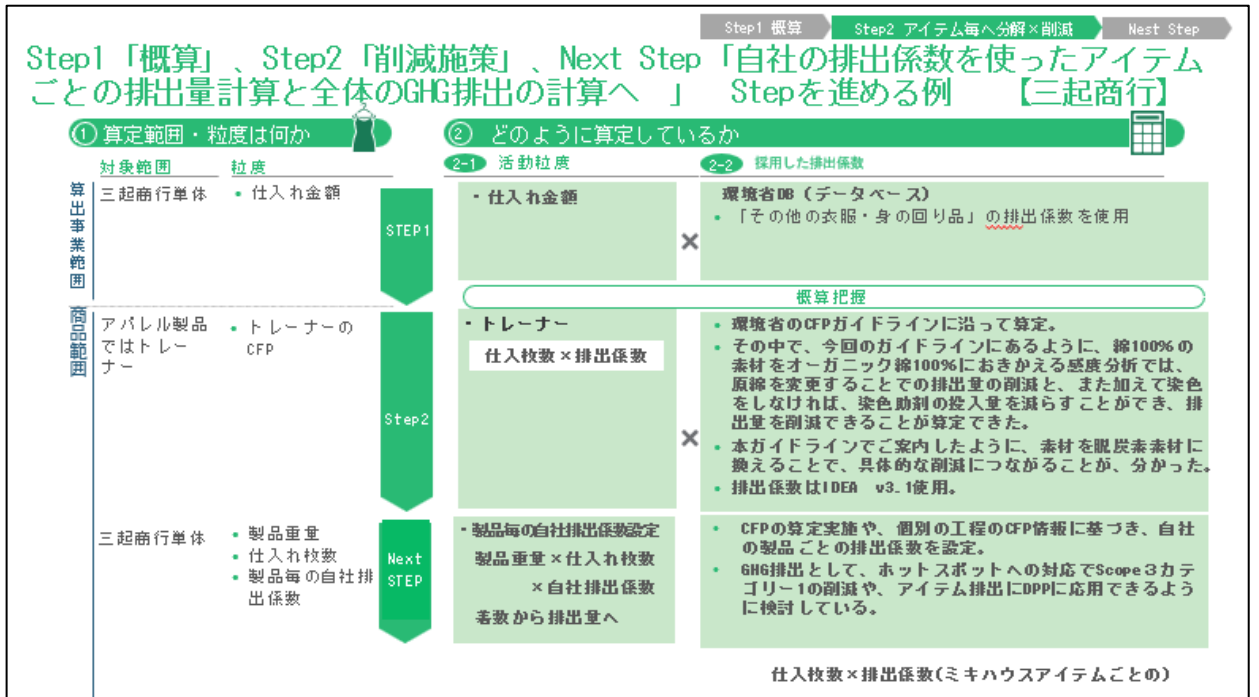 Step1 概算
Step2 アイテム毎へ分解×削減
Nest Step
Step1「概算」、Step2「削減施策」、Next Step「自社の排出係数を使ったアイテム
ごとの排出量計算と全体のGHG排出の計算へ 」 Stepを進める例 【三起商行】
① 算定範囲・粒度は何か
② どのように算定しているか
対象範囲
粒度
2-1 活動粒度
2-2 採用した排出係数
算出事業範囲
三起商行単体
• 仕入れ金額
STEP1
・仕入れ金額
×
環境省DB（データベース）
• 「その他の衣服・身の回り品」の排出係数を使用
概算把握
商品範囲
アパレル製品
ではトレー
ナー
• トレーナーの
CFP
Step2
・トレーナー
仕入枚数×排出係数
×
• 環境省のCFPガイドラインに沿って算定。
• その中で、今回のガイドラインにあるように、綿100%の
素材をオーガニック綿100%におきかえる感度分析では、
原綿を変更することでの排出量の削減と、また加えて染色
をしなければ、染色助剤の投入量を減らすことができ、排
出量を削減できることが算定できた。
• 本ガイドラインでご案内したように、素材を脱炭素素材に
換えることで、具体的な削減につながることが、分かった。
• 排出係数はIDEA v3.1使用。
三起商行単体
• 製品重量
• 仕入れ枚数
• 製品毎の自社排
出係数
Next
STEP
・製品毎の自社排出係数設定
製品重量×仕入れ枚数
×自社排出係数
着数から排出量へ
• CFPの算定実施や、個別の工程のCFP情報に基づき、自社
の製品ごとの排出係数を設定。
• GHG排出として、ホットスポットへの対応でScope３カテ
ゴリー1の削減や、アイテム排出にDPPに応用できるよう
に検討している。
仕入枚数×排出係数(ミキハウスアイテムごとの)